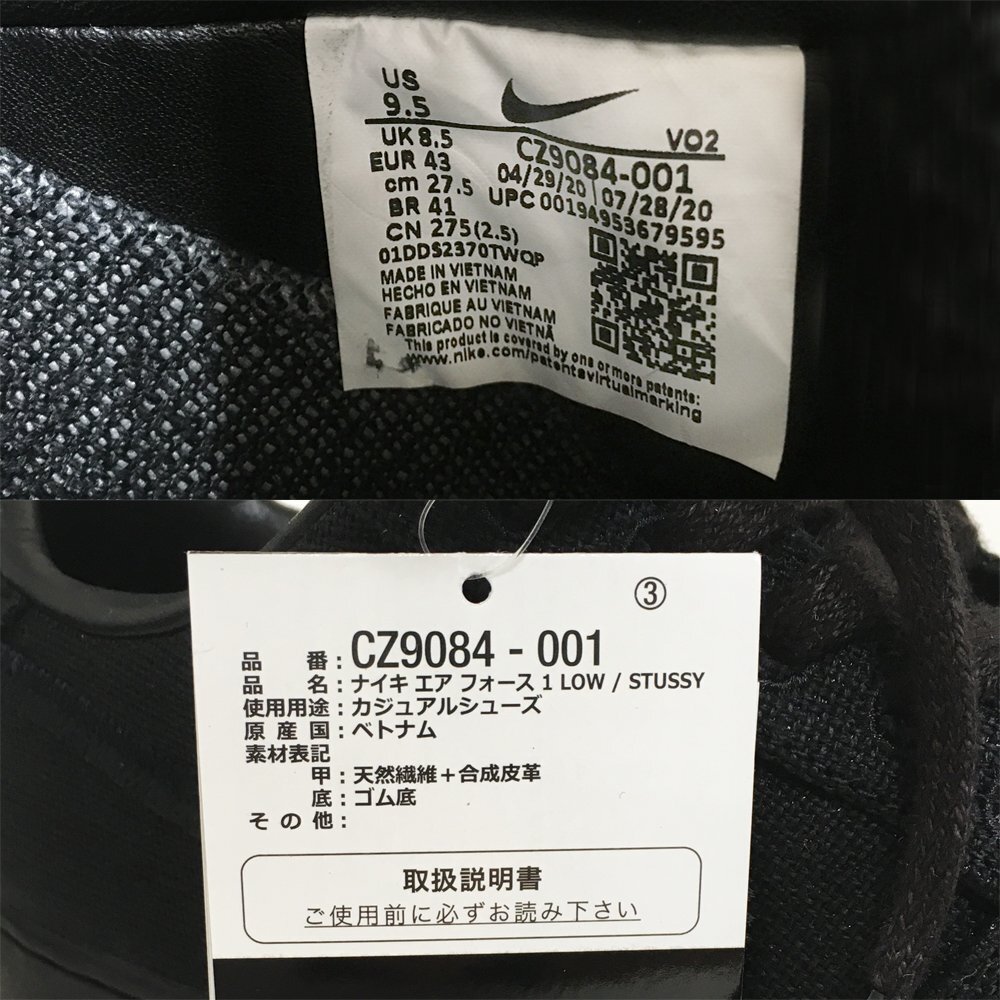 US
9.5
UK 8.5
EUR 43
cm 27.5
BR 41
CN 275(2.5)
01DDS2370TWQP
MADE IN VIETNAM
HECHO EN VIETNAM
FABRIQUE AU VIETNAM
FABRICADO NO VIETNÃ
VO2
CZ9084-001
04/29/20 07/28/20
UPC 00194953679595
This product is covered by one or more patents:
www.nike.com/patentsvirtualmarking
③
品 番 : CZ9084 - 001
品 名 : ナイキ エア フォース 1 LOW / STUSSY
使用用途 : カジュアルシューズ
原 産 国 : ベトナム
素材表記
甲 : 天然繊維+合成皮革
底 : ゴム底
そ の 他 :
取扱説明書
ご使用前に必ずお読み下さい